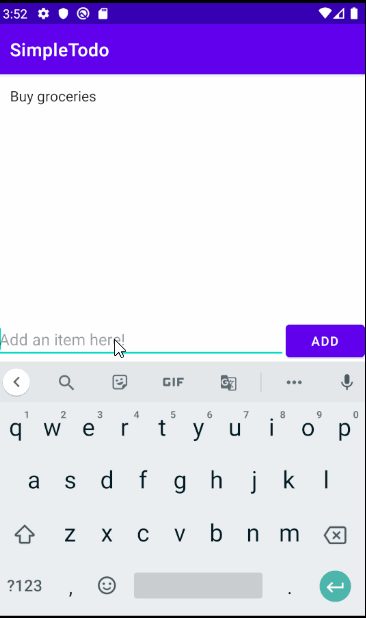 3:52
SimpleTodo
Buy groceries
Add an item here!
ADD
GIF
1 2 3 4 5 6 7 8 9 0
q w e r t y u i o p
a s d f g h j k l
z x c v b n m
?123 , .